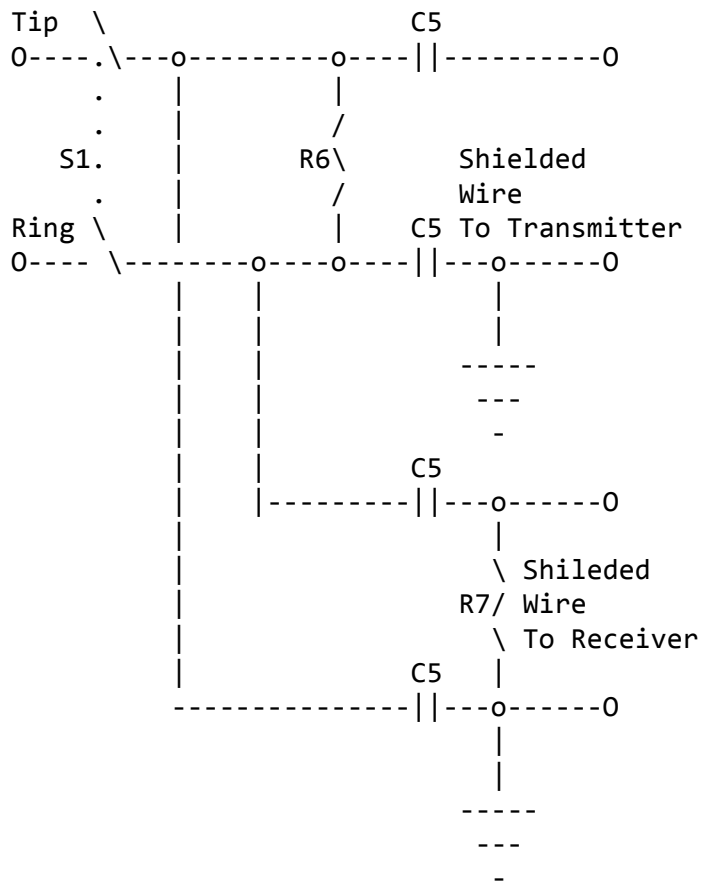 Tip C5
O O
S1. R6 Shielded
Wire
Ring C5 To Transmitter
O O
C5
O
Shileded
R7 Wire
To Receiver
C5
O